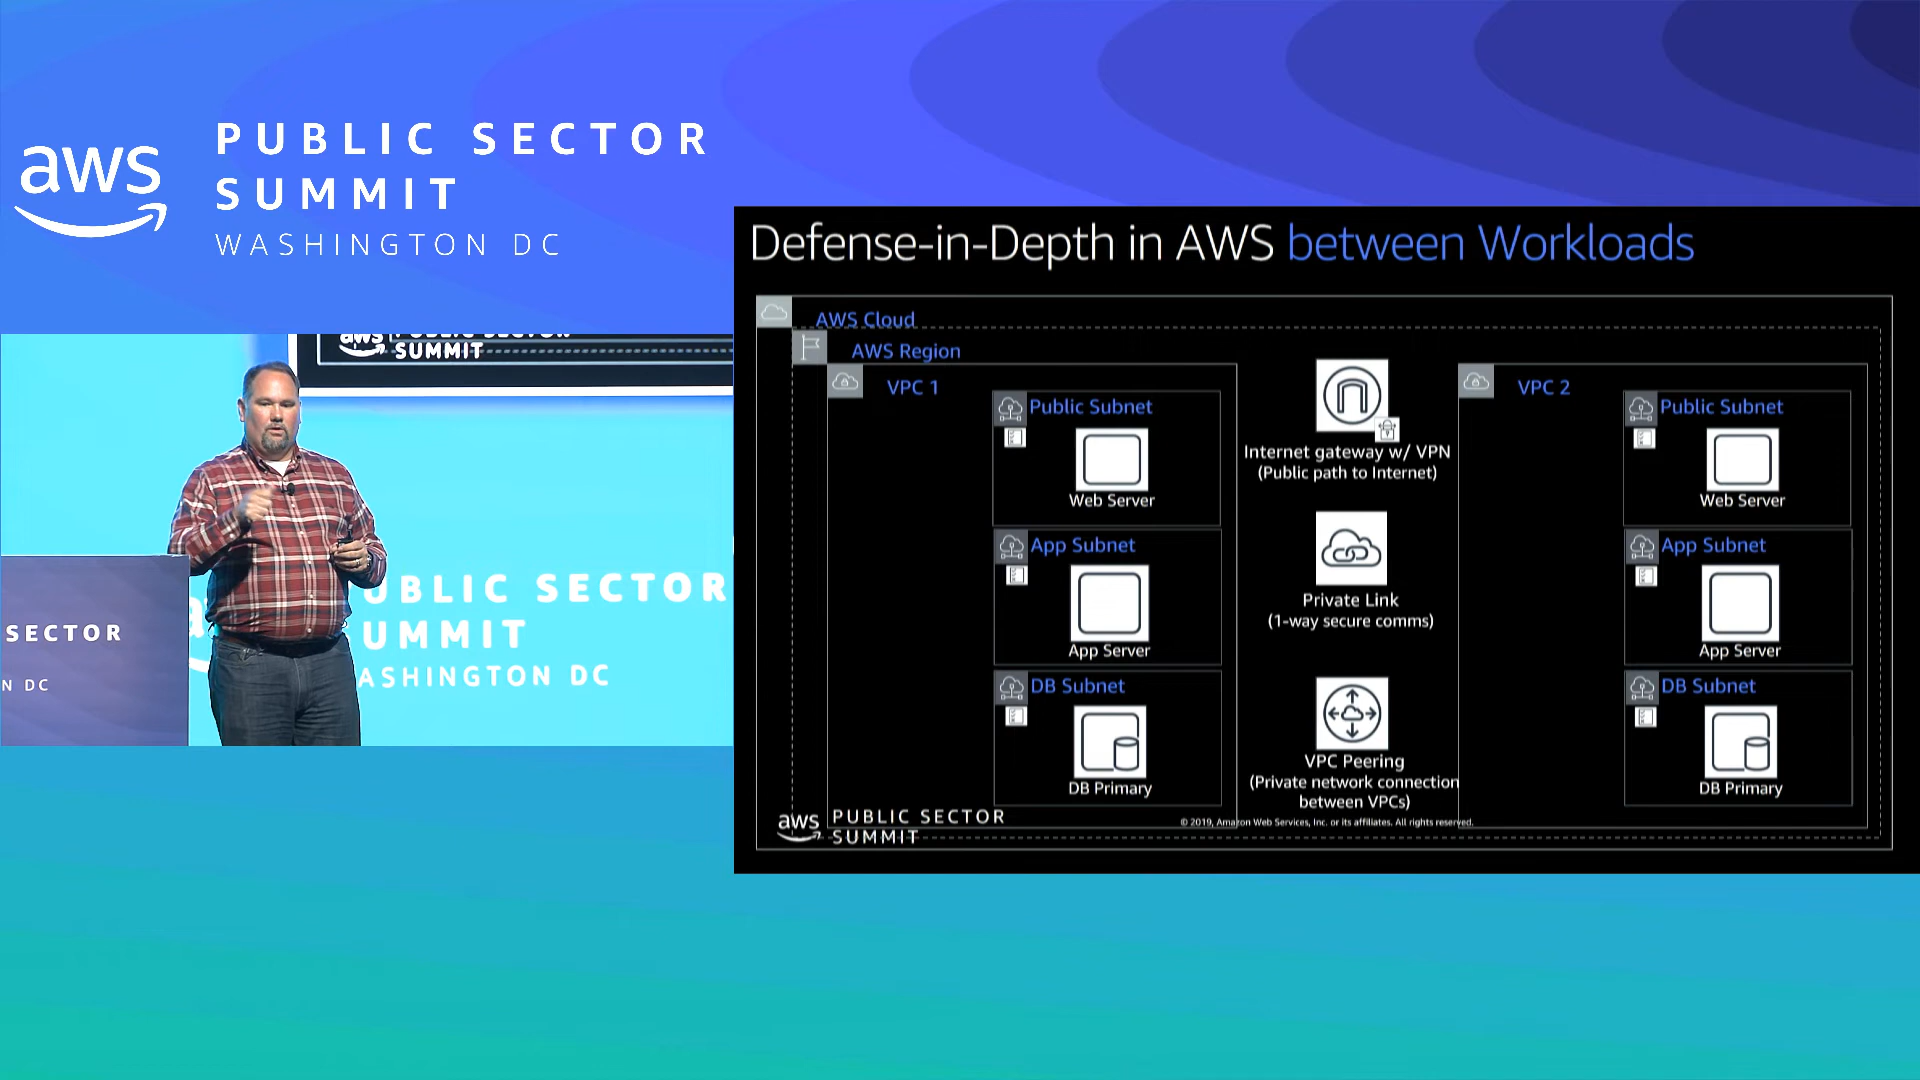 aws
PUBLIC SECTOR
SUMMIT
WASHINGTON DC
aws PUBLIC SECTOR
SUMMIT
UBLIC SECTOR
UMMIT
ASHINGTON DC
SECTOR
N DC
Defense-in-Depth in AWS between Workloads
AWS Cloud
AWS Region
VPC 1
Public Subnet
Web Server
App Subnet
App Server
DB Subnet
DB Primary
Internet gateway w/ VPN
(Public path to Internet)
Private Link
(1-way secure comms)
VPC Peering
(Private network connection
between VPCs)
VPC 2
Public Subnet
Web Server
App Subnet
App Server
DB Subnet
DB Primary
aws PUBLIC SECTOR
SUMMIT
© 2019, Amazon Web Services, Inc. or its affiliates. All rights reserved.